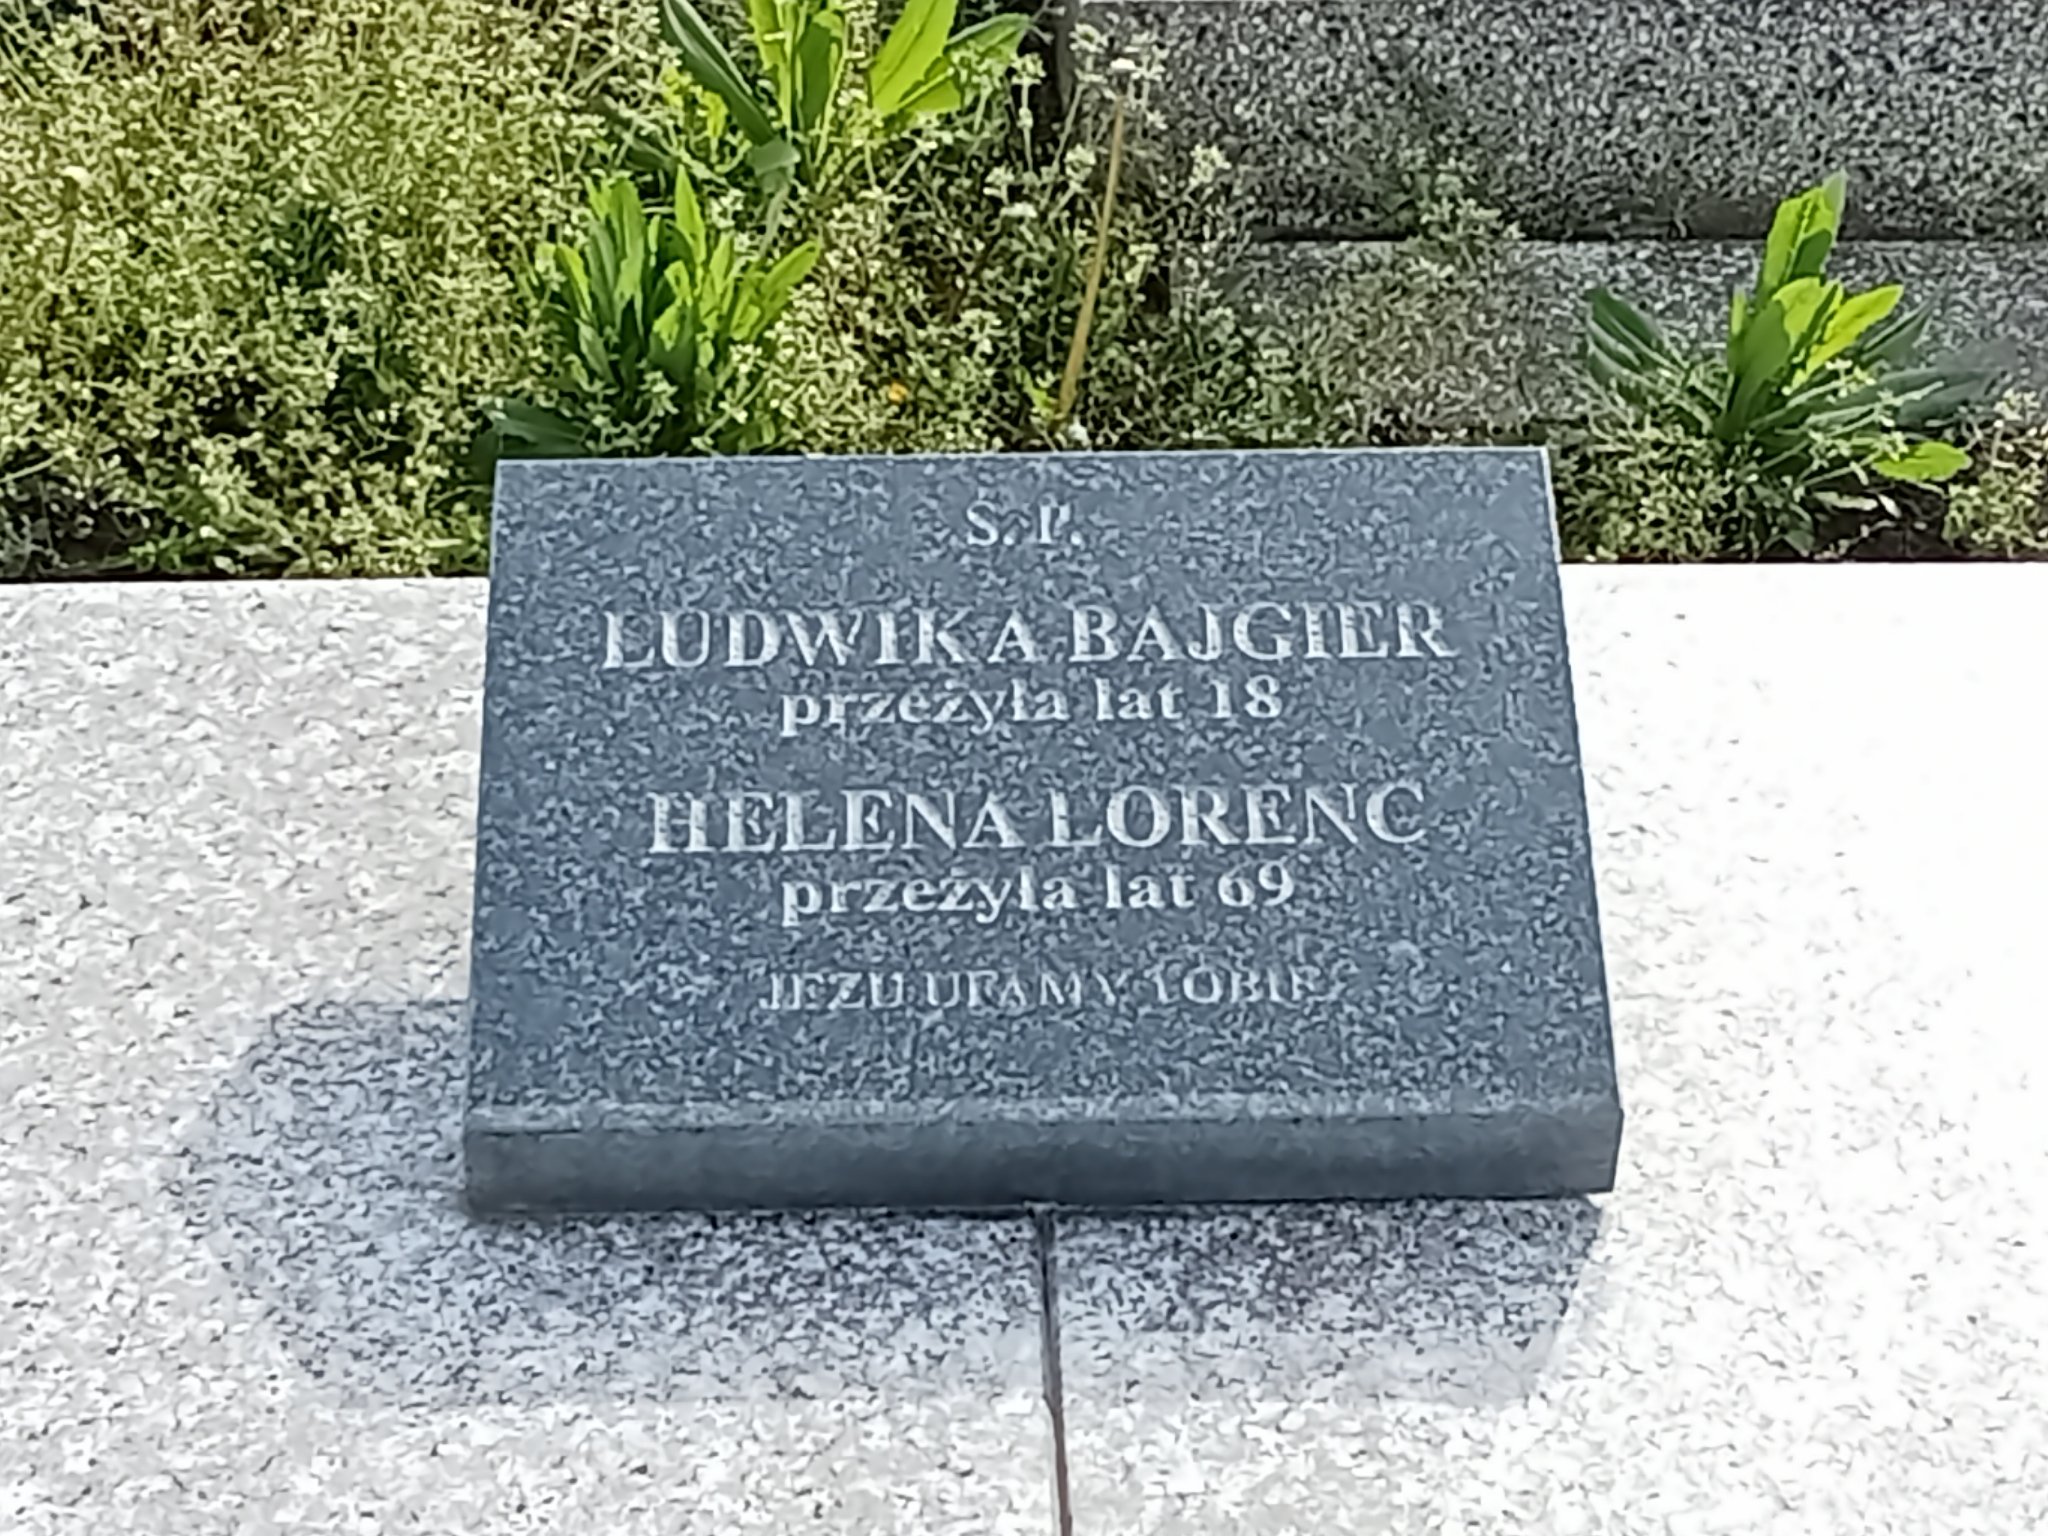 Ś. P.
LUDWIKA BAJGIER
przeżyła lat 18
HELENA LORENC
przeżyła lat 69
JEZU UFAMY TOBIE